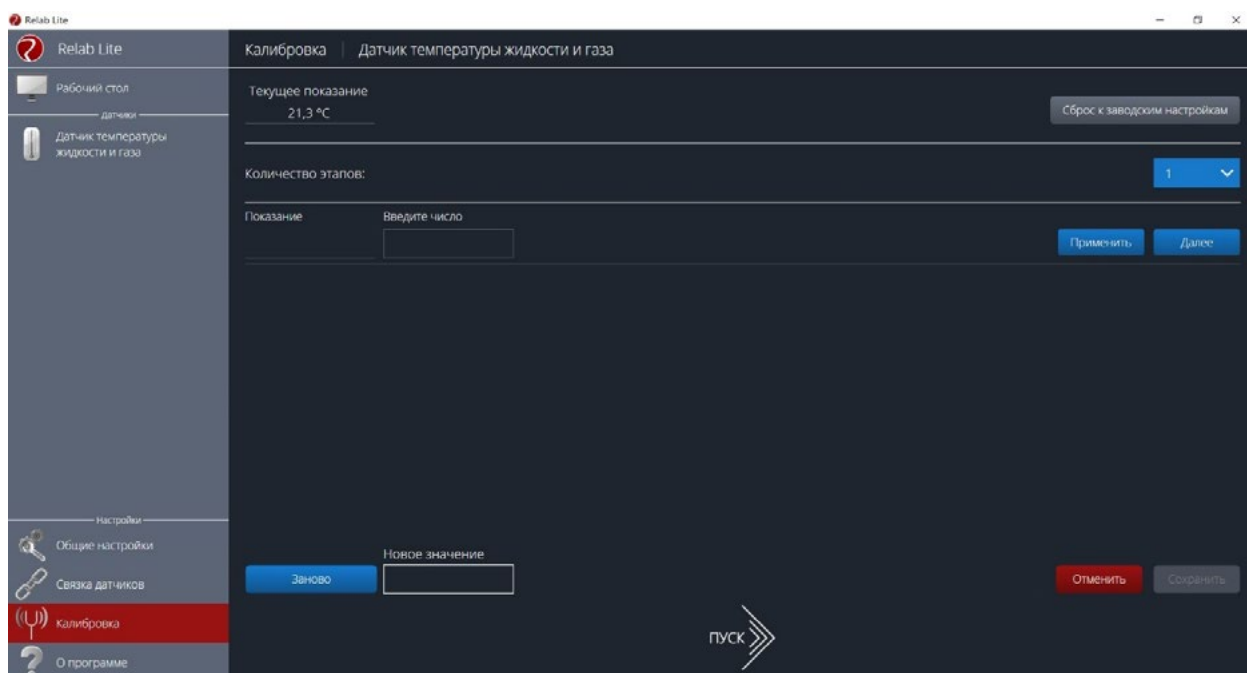 Relab Lite
Relab Lite
Калибровка | Датчик температуры жидкости и газа
Рабочий стол
Датчики
Датчик температуры
жидкости и газа
Текущее показание
21,3 °C
Сброс к заводским настройкам
Количество этапов:
1
Показание
Введите число
Применить
Далее
Настройки
Общие настройки
Связка датчиков
Калибровка
О программе
Новое значение
Заново
Отменить
Сохранить
ПУСК